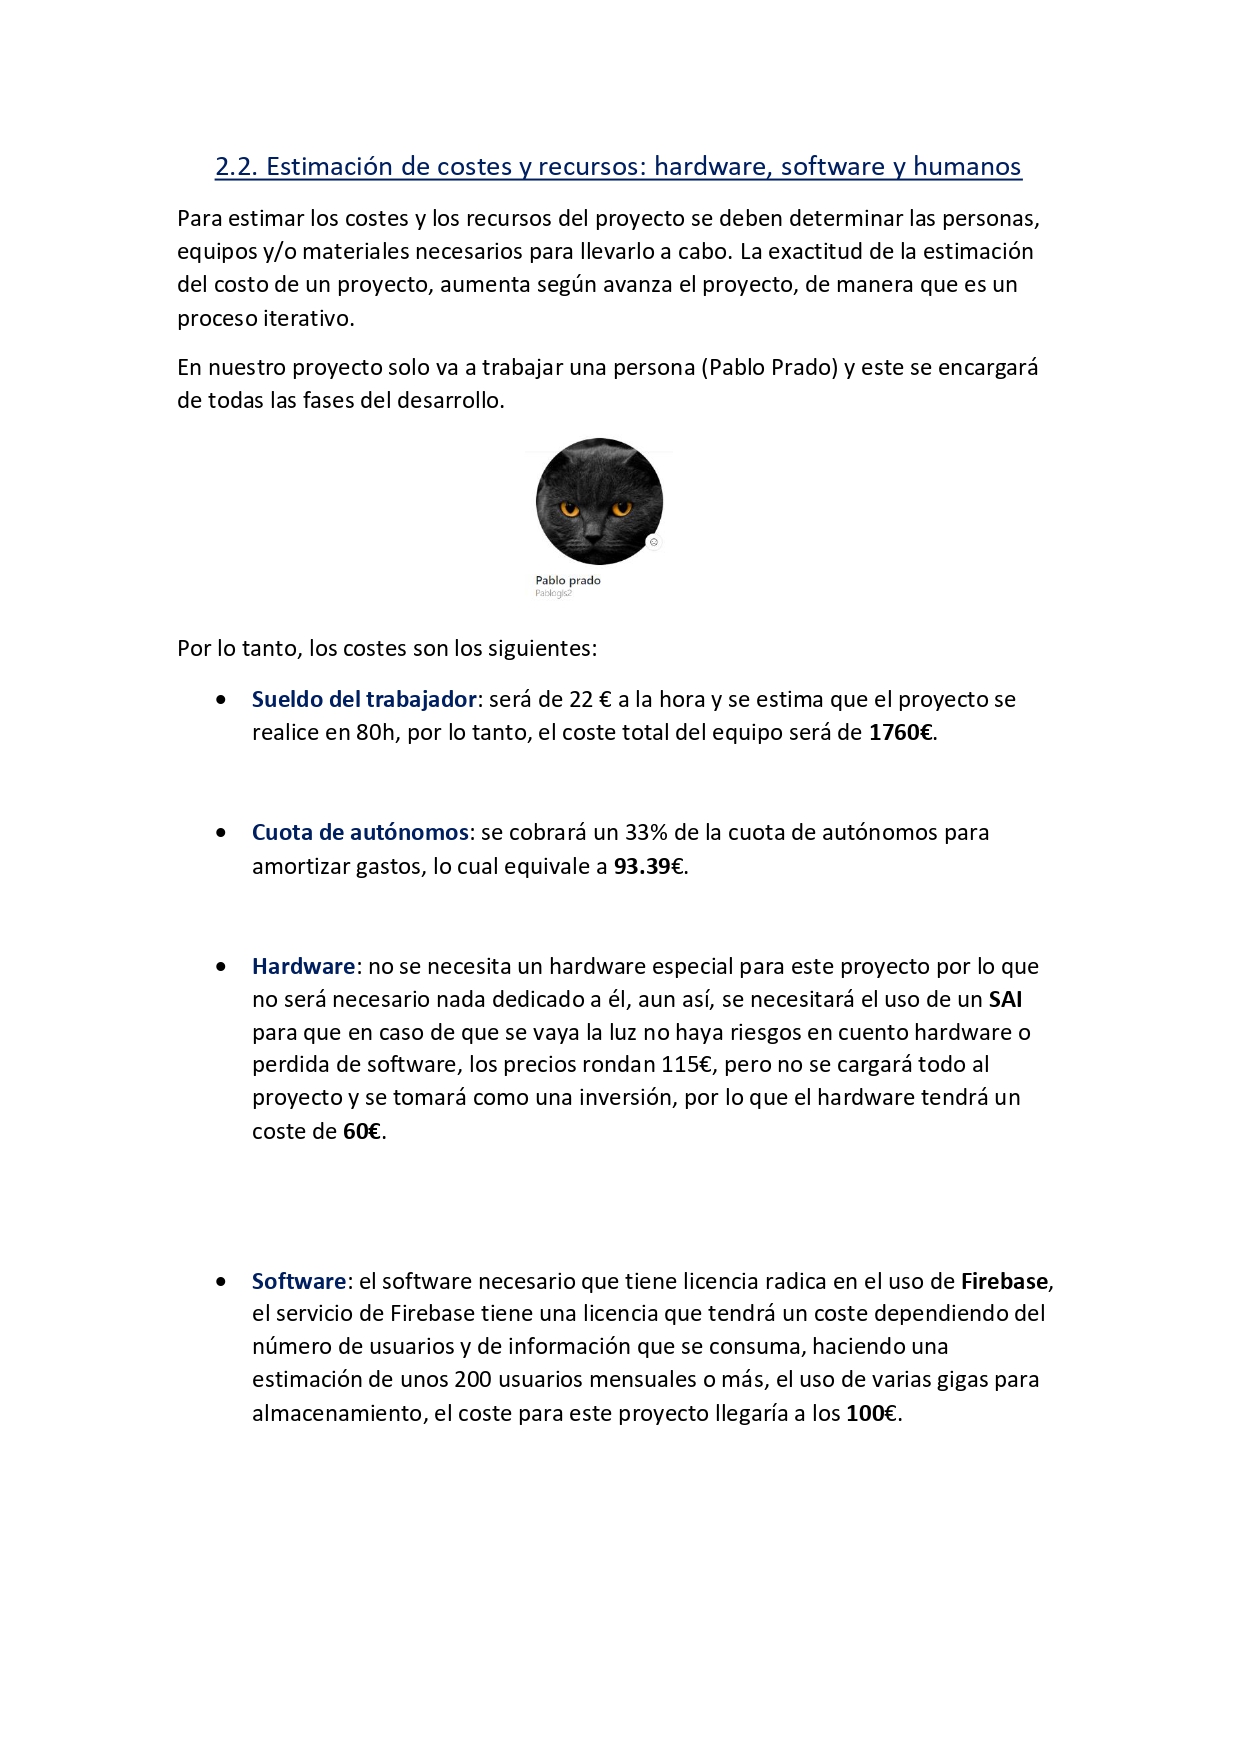 2.2. Estimación de costes y recursos: hardware, software y humanos
Para estimar los costes y los recursos del proyecto se deben determinar las personas,
equipos y/o materiales necesarios para llevarlo a cabo. La exactitud de la estimación
del costo de un proyecto, aumenta según avanza el proyecto, de manera que es un
proceso iterativo.
En nuestro proyecto solo va a trabajar una persona (Pablo Prado) y este se encargará
de todas las fases del desarrollo.
Pablo prado
Pablogls2
Por lo tanto, los costes son los siguientes:
• Sueldo del trabajador: será de 22 € a la hora y se estima que el proyecto se
realice en 80h, por lo tanto, el coste total del equipo será de 1760€.
• Cuota de autónomos: se cobrará un 33% de la cuota de autónomos para
amortizar gastos, lo cual equivale a 93.39€.
• Hardware: no se necesita un hardware especial para este proyecto por lo que
no será necesario nada dedicado a él, aun así, se necesitará el uso de un SAI
para que en caso de que se vaya la luz no haya riesgos en cuento hardware o
perdida de software, los precios rondan 115€, pero no se cargará todo al
proyecto y se tomará como una inversión, por lo que el hardware tendrá un
coste de 60€.
• Software: el software necesario que tiene licencia radica en el uso de Firebase,
el servicio de Firebase tiene una licencia que tendrá un coste dependiendo del
número de usuarios y de información que se consuma, haciendo una
estimación de unos 200 usuarios mensuales o más, el uso de varias gigas para
almacenamiento, el coste para este proyecto llegaría a los 100€.